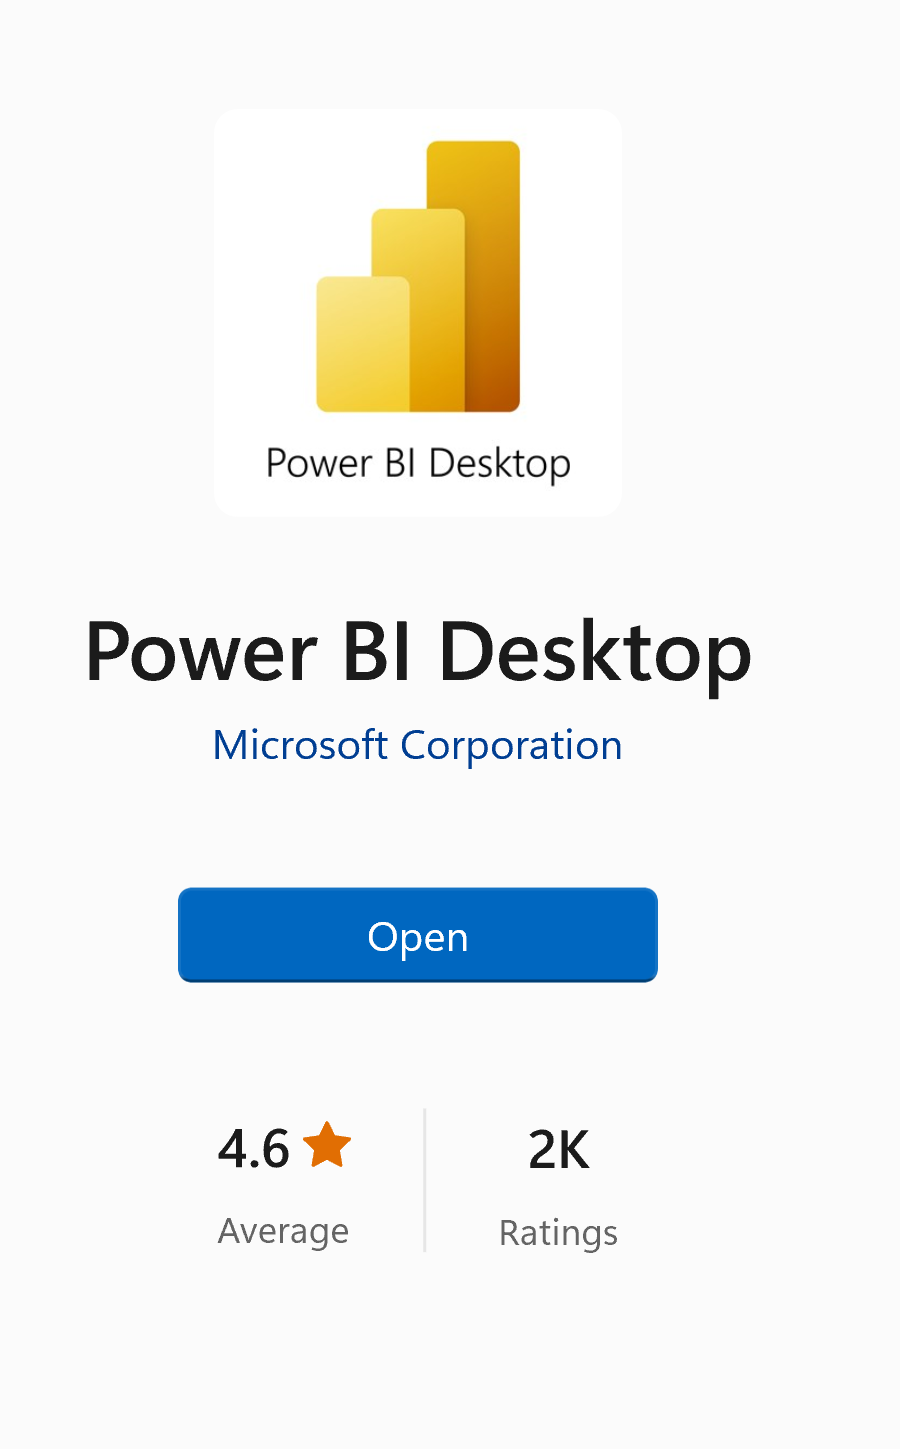 Power BI Desktop
Power BI Desktop
Microsoft Corporation
Open
4.6
2K
Average
Ratings